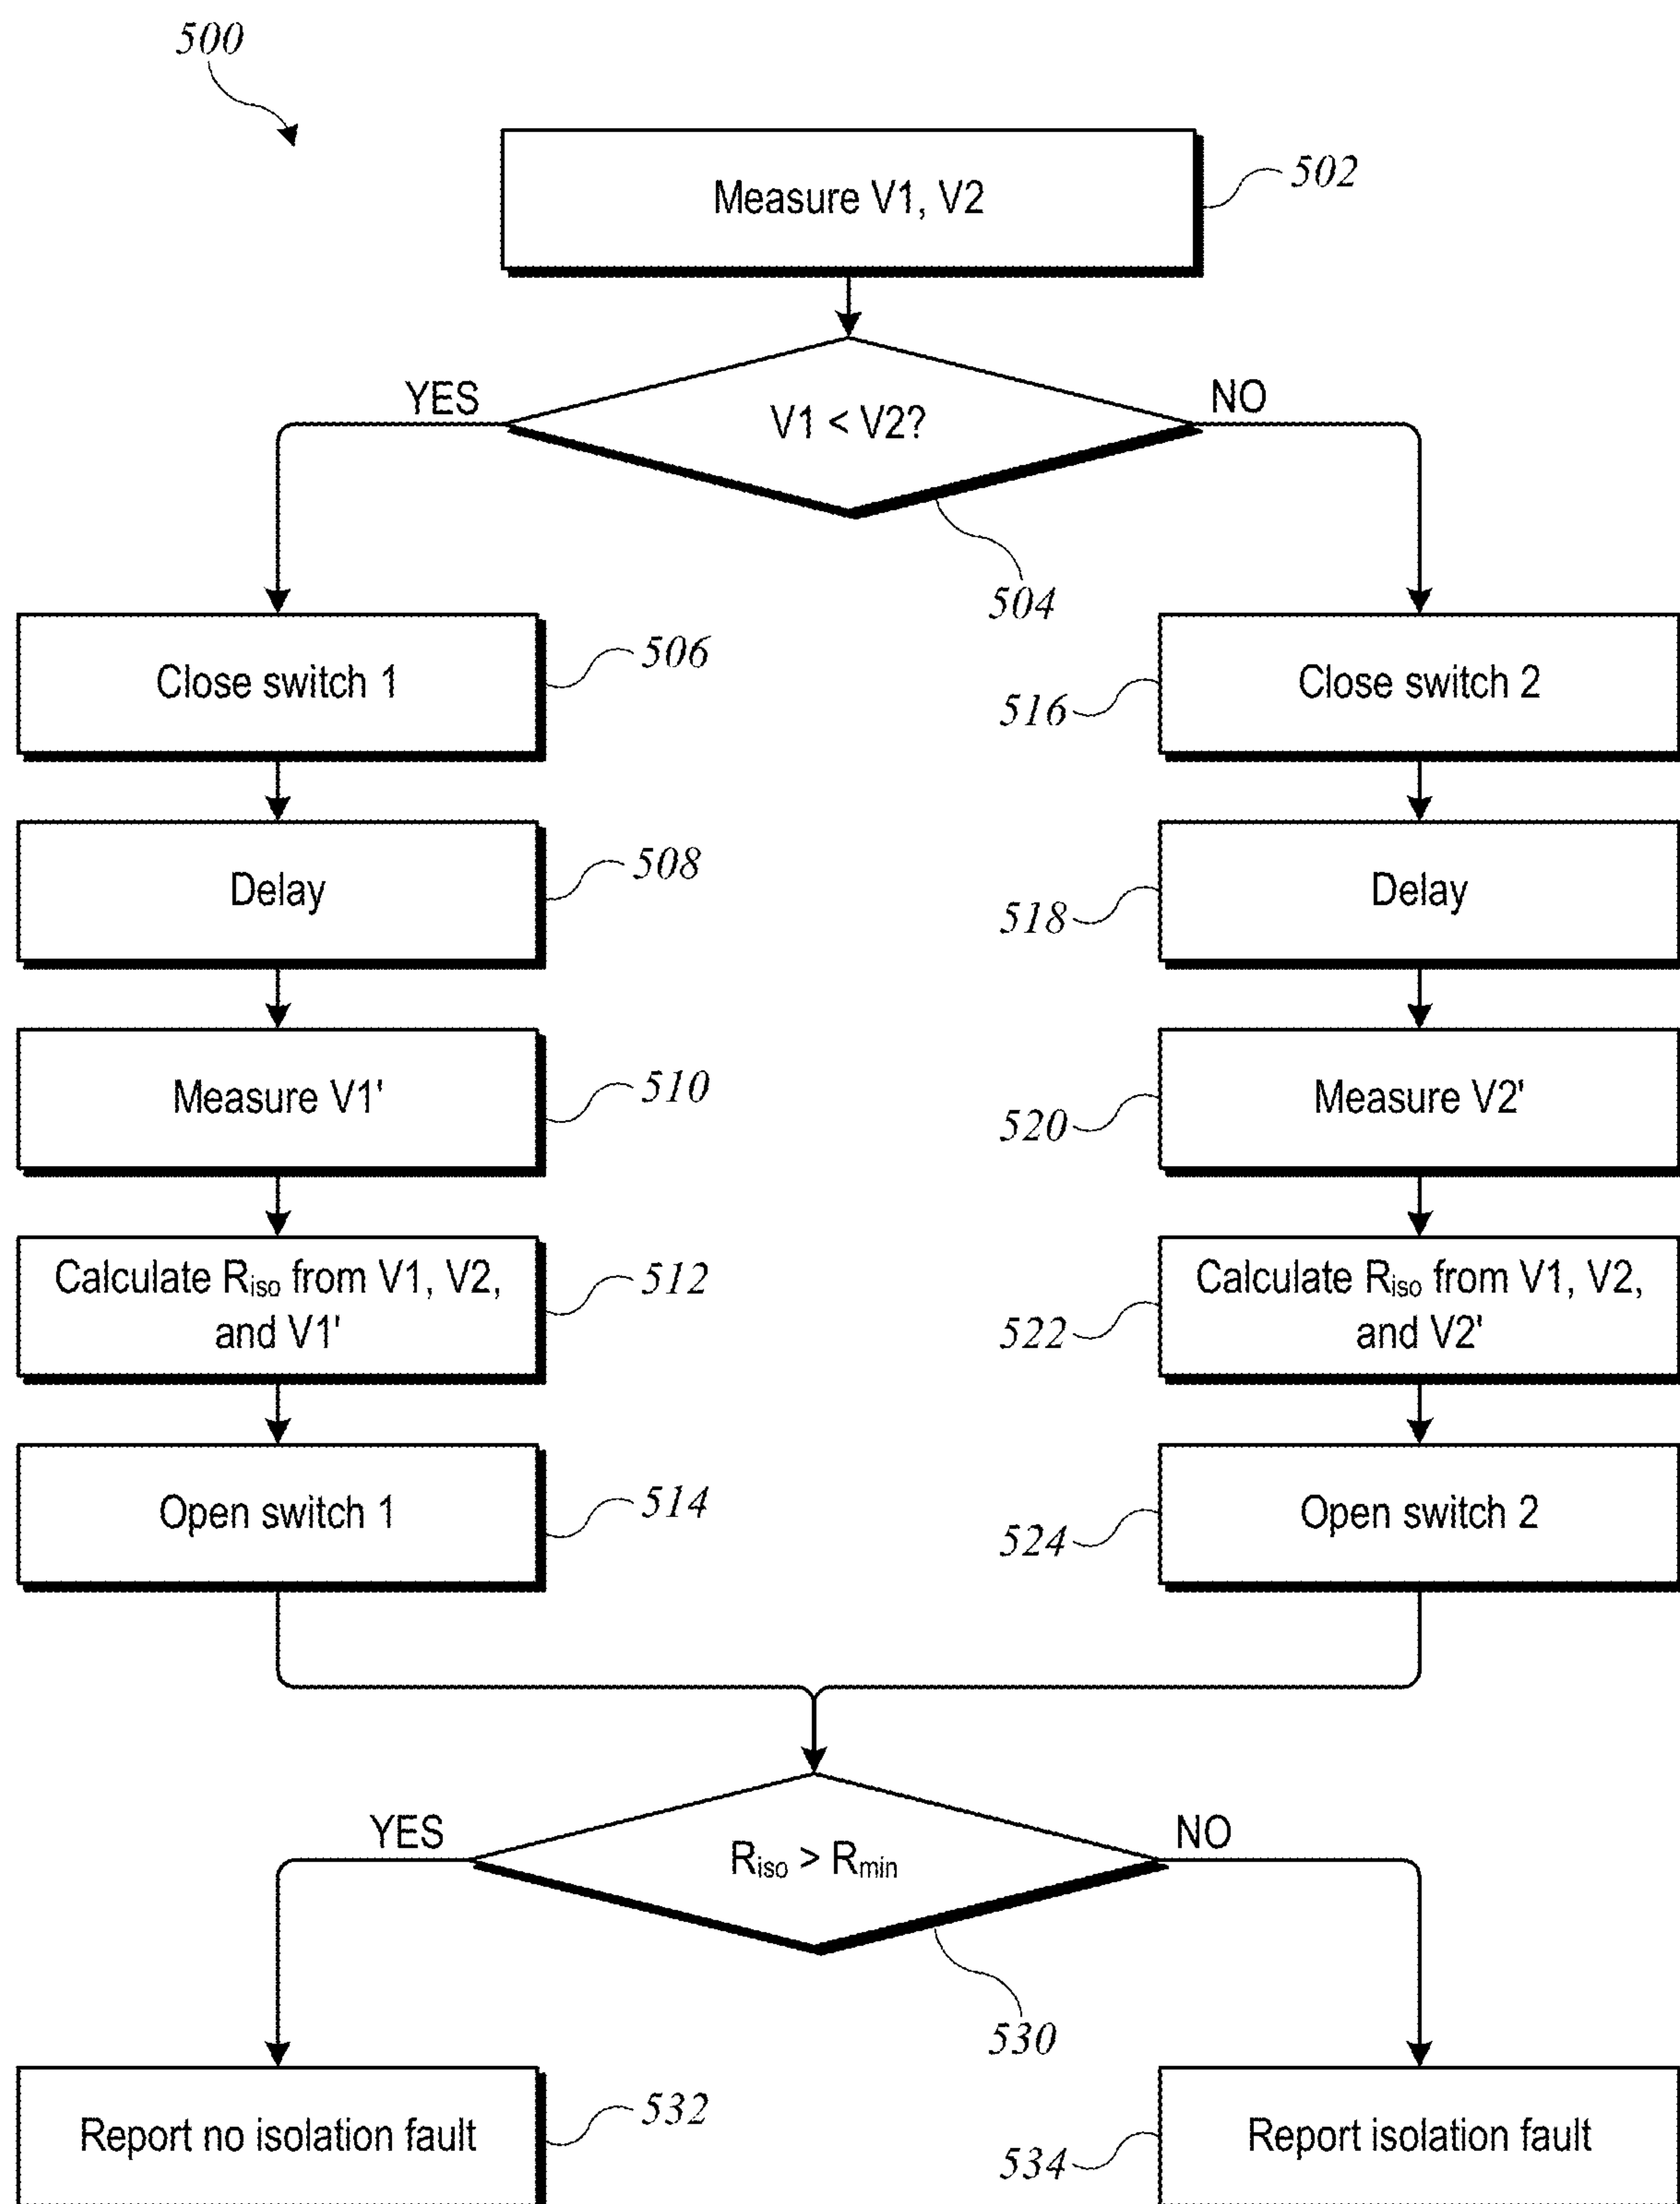 500
Measure V1, V2
502
YES
V1 < V2?
NO
504
Close switch 1
506
516
Close switch 2
Delay
508
518
Delay
Measure V1'
510
520
Measure V2'
Calculate Riso from V1, V2,
and V1'
512
522
Calculate Riso from V1, V2,
and V2'
Open switch 1
514
524
Open switch 2
YES
Riso > Rmin
NO
530
Report no isolation fault
532
534
Report isolation fault